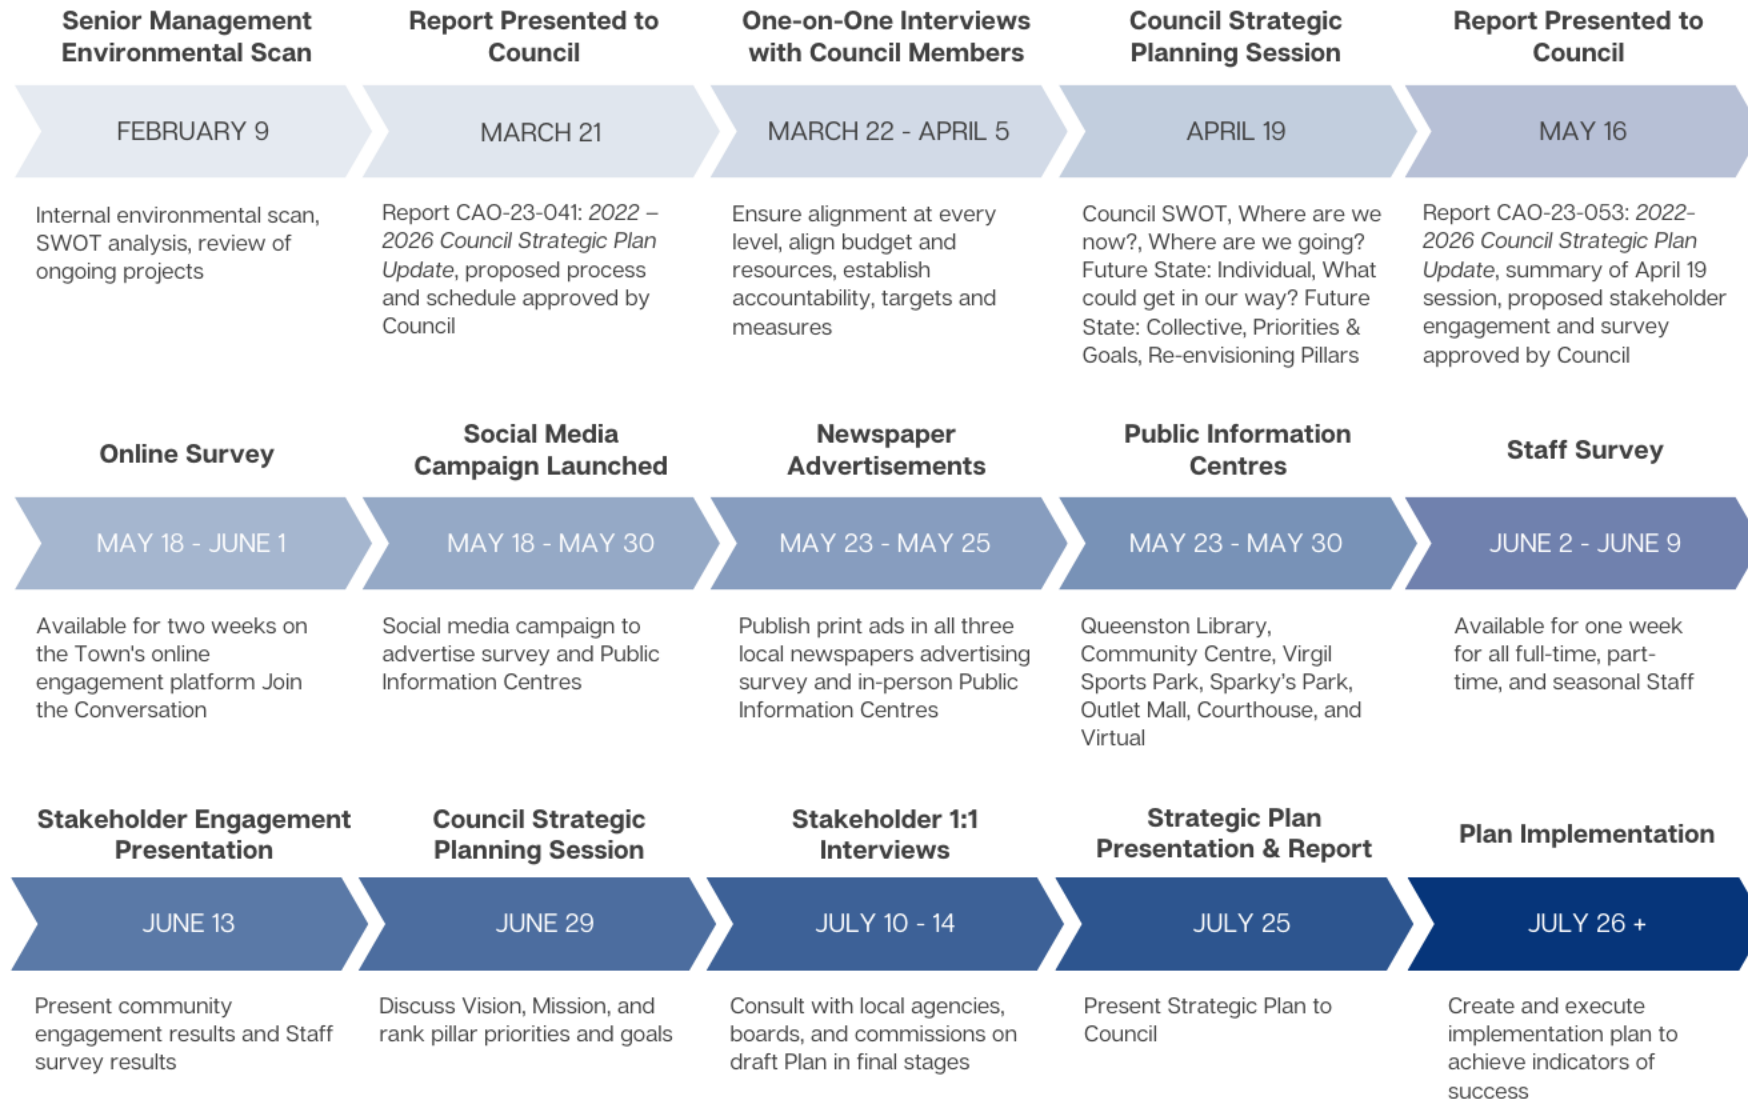 Senior Management
Environmental Scan
FEBRUARY 9
Internal environmental scan,
SWOT analysis, review of
ongoing projects
Report Presented to
Council
MARCH 21
Report CAO-23-041: 2022 –
2026 Council Strategic Plan
Update, proposed process
and schedule approved by
Council
One-on-One Interviews
with Council Members
MARCH 22 - APRIL 5
Ensure alignment at every
level, align budget and
resources, establish
accountability, targets and
measures
Council Strategic
Planning Session
APRIL 19
Council SWOT, Where are we
now?, Where are we going?
Future State: Individual, What
could get in our way? Future
State: Collective, Priorities &
Goals, Re-envisioning Pillars
Report Presented to
Council
MAY 16
Report CAO-23-053: 2022-
2026 Council Strategic Plan
Update, summary of April 19
session, proposed stakeholder
engagement and survey
approved by Council
Online Survey
MAY 18 - JUNE 1
Available for two weeks on
the Town's online
engagement platform Join
the Conversation
Social Media
Campaign Launched
MAY 18 - MAY 30
Social media campaign to
advertise survey and Public
Information Centres
Newspaper
Advertisements
MAY 23 - MAY 25
Publish print ads in all three
local newspapers advertising
survey and in-person Public
Information Centres
Public Information
Centres
MAY 23 - MAY 30
Queenston Library,
Community Centre, Virgil
Sports Park, Sparky's Park,
Outlet Mall, Courthouse, and
Virtual
Staff Survey
JUNE 2 - JUNE 9
Available for one week
for all full-time, part-
time, and seasonal Staff
Stakeholder Engagement
Presentation
JUNE 13
Present community
engagement results and Staff
survey results
Council Strategic
Planning Session
JUNE 29
Discuss Vision, Mission, and
rank pillar priorities and goals
Stakeholder 1:1
Interviews
JULY 10 - 14
Consult with local agencies,
boards, and commissions on
draft Plan in final stages
Strategic Plan
Presentation & Report
JULY 25
Present Strategic Plan to
Council
Plan Implementation
JULY 26 +
Create and execute
implementation plan to
achieve indicators of
success